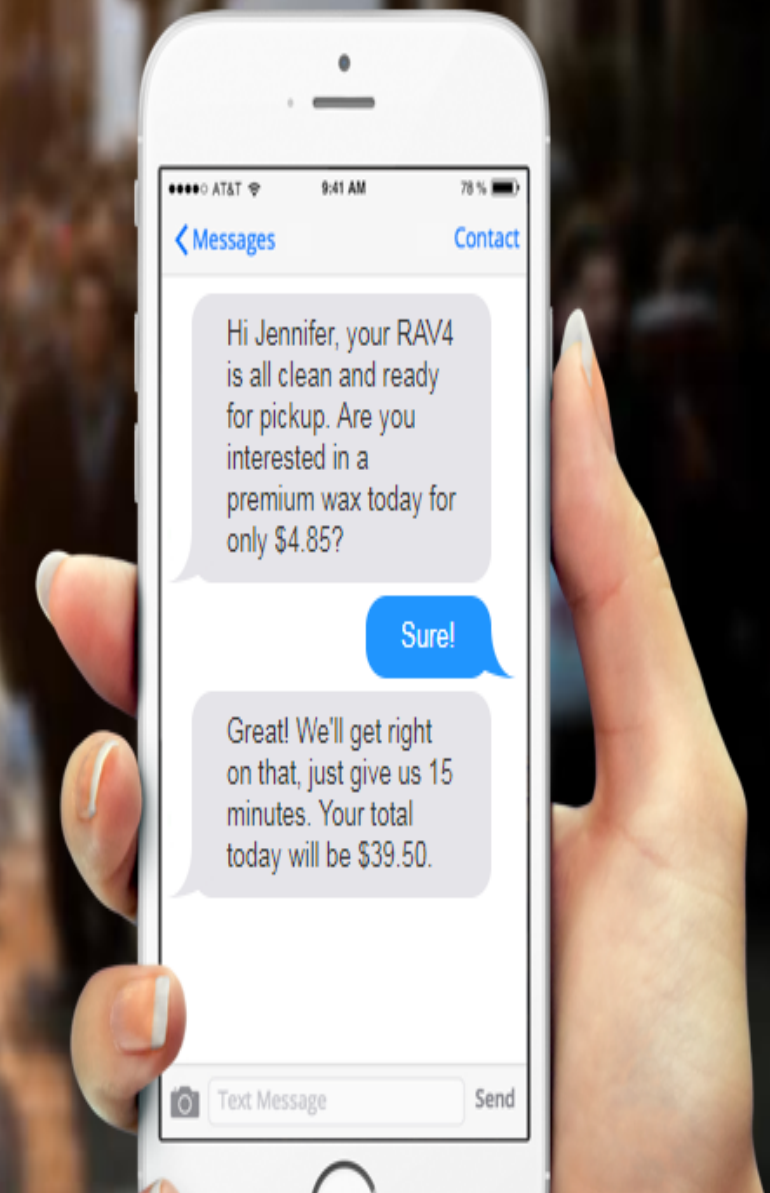 AT&T 9:41 AM 78 %
Messages Contact
Hi Jennifer, your RAV4
is all clean and ready
for pickup. Are you
interested in a
premium wax today for
only $4.85?
Sure!
Great! We'll get right
on that, just give us 15
minutes. Your total
today will be $39.50.
Text Message Send